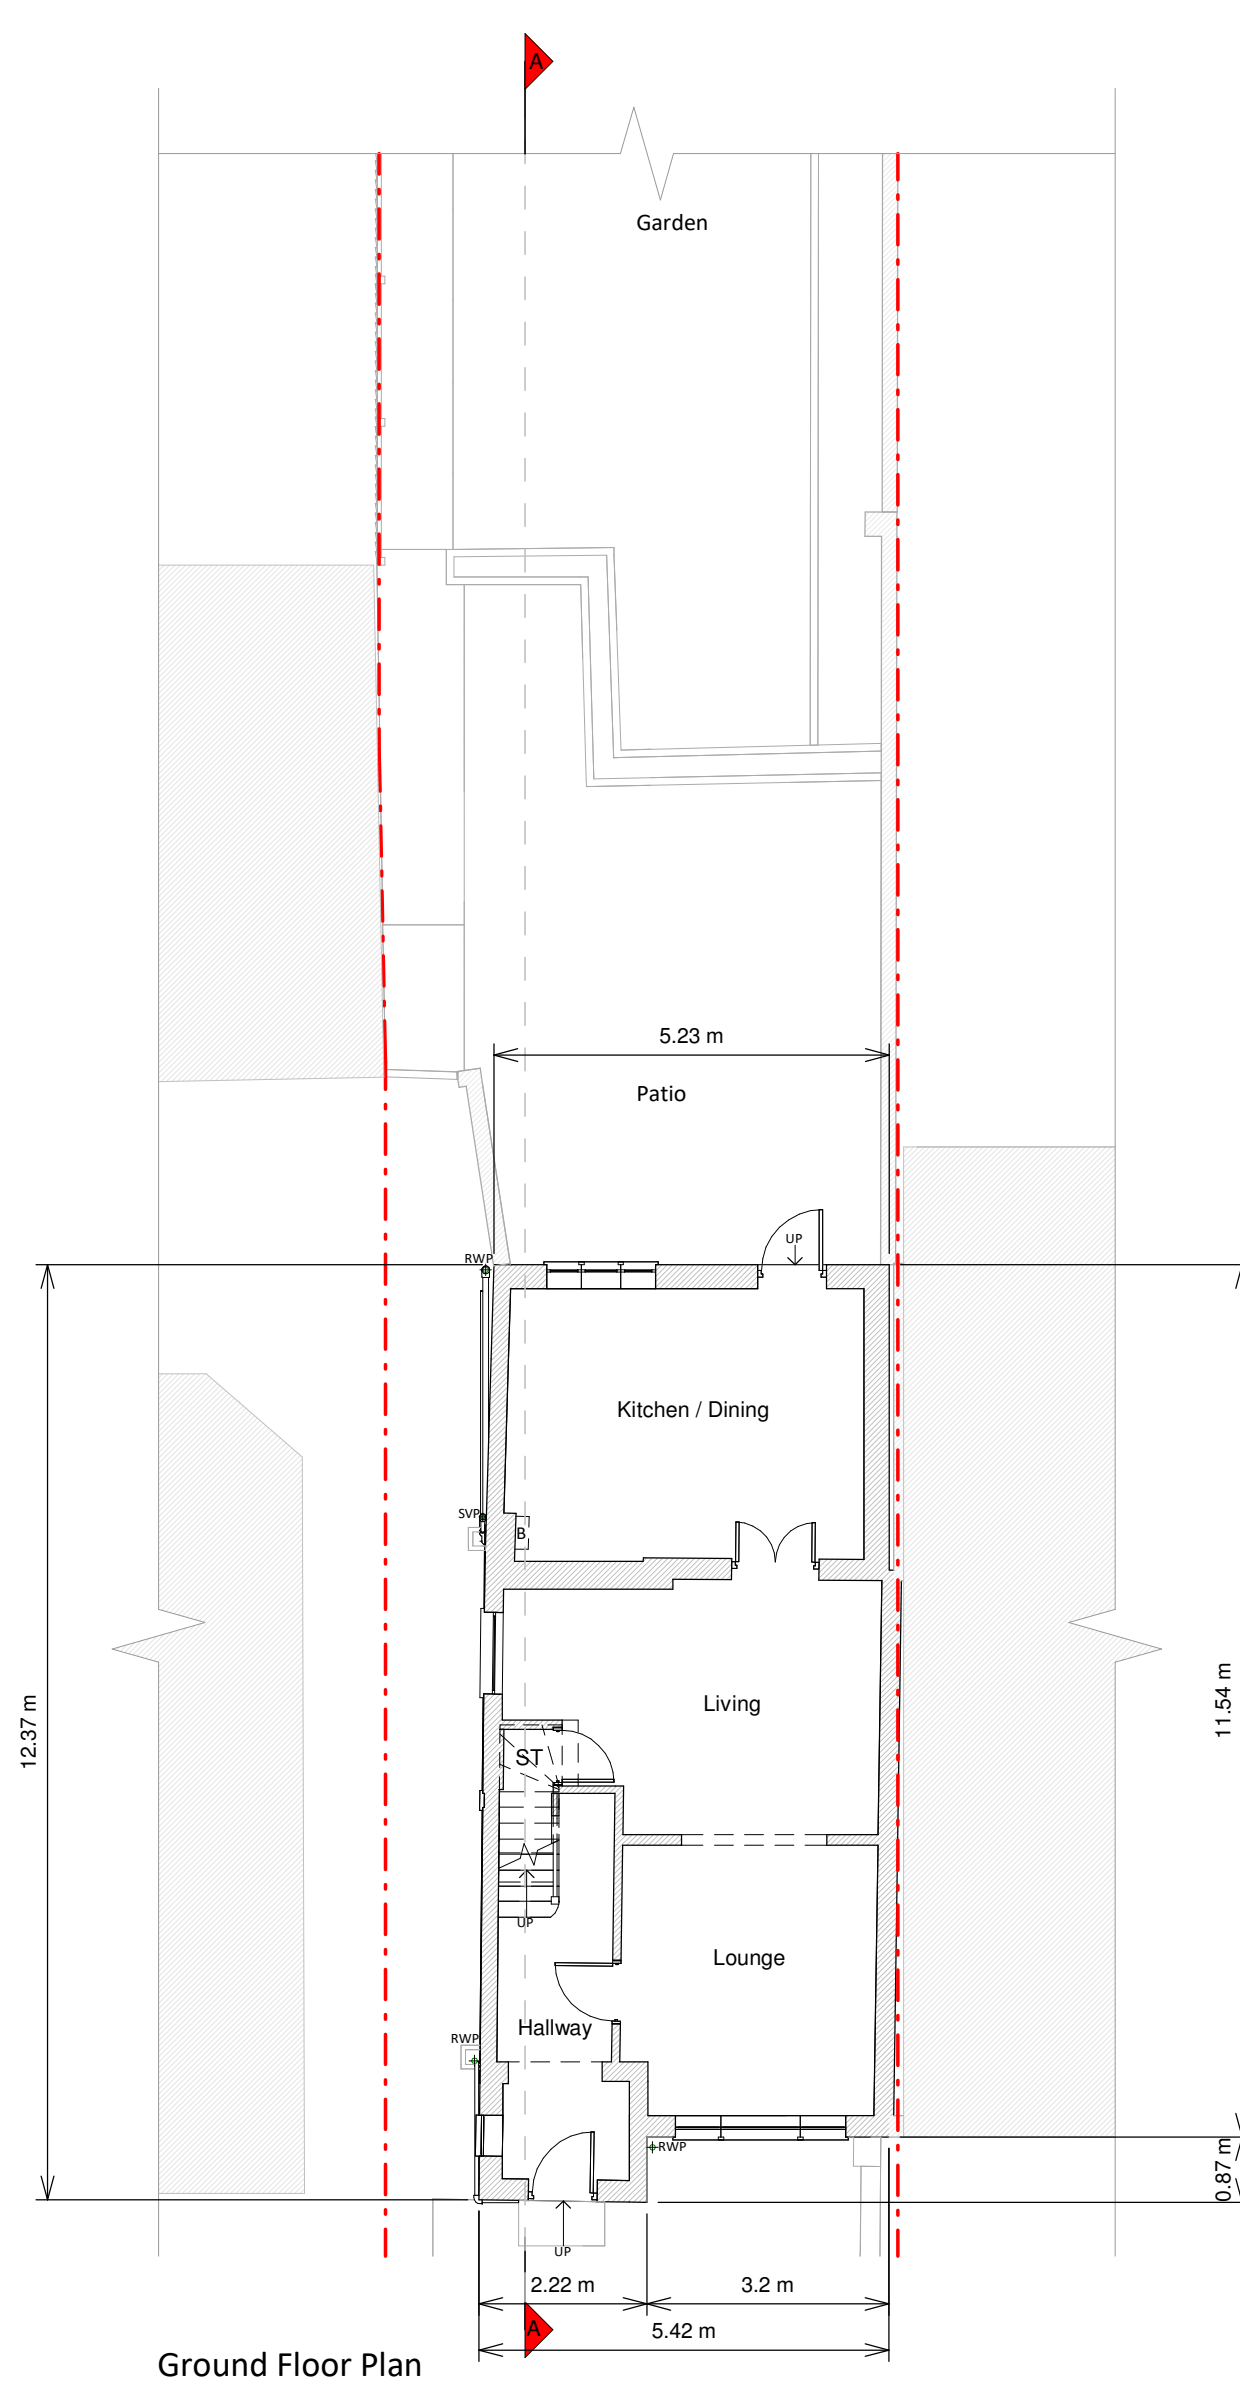 A
Garden
5.23 m
Patio
UP
RWP
Kitchen / Dining
SVP
B
12.37 m
11.54 m
Living
ST
UP
Lounge
Hallway
RWP
RWP
0.87 m
UP
2.22 m
3.2 m
A
5.42 m
Ground Floor Plan